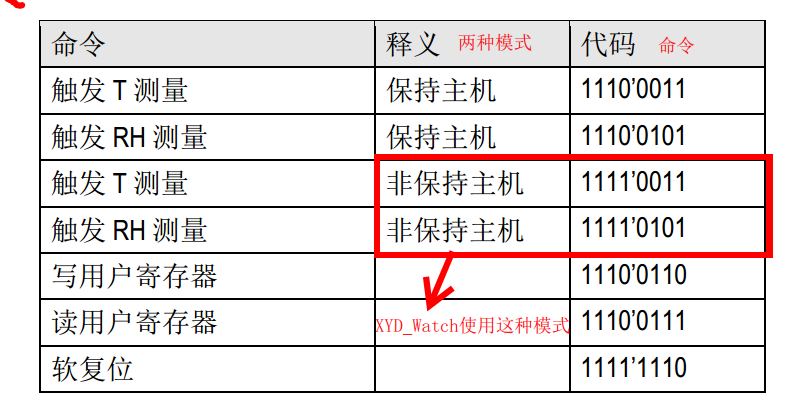 命令 释义 两种模式 代码 命令
触发 T 测量 保持主机 1110’0011
触发 RH 测量 保持主机 1110’0101
触发 T 测量 非保持主机 1111’0011
触发 RH 测量 非保持主机 1111’0101
写用户寄存器 1110’0110
读用户寄存器 XYD_Watch使用这种模式 1110’0111
软复位 1111’1110